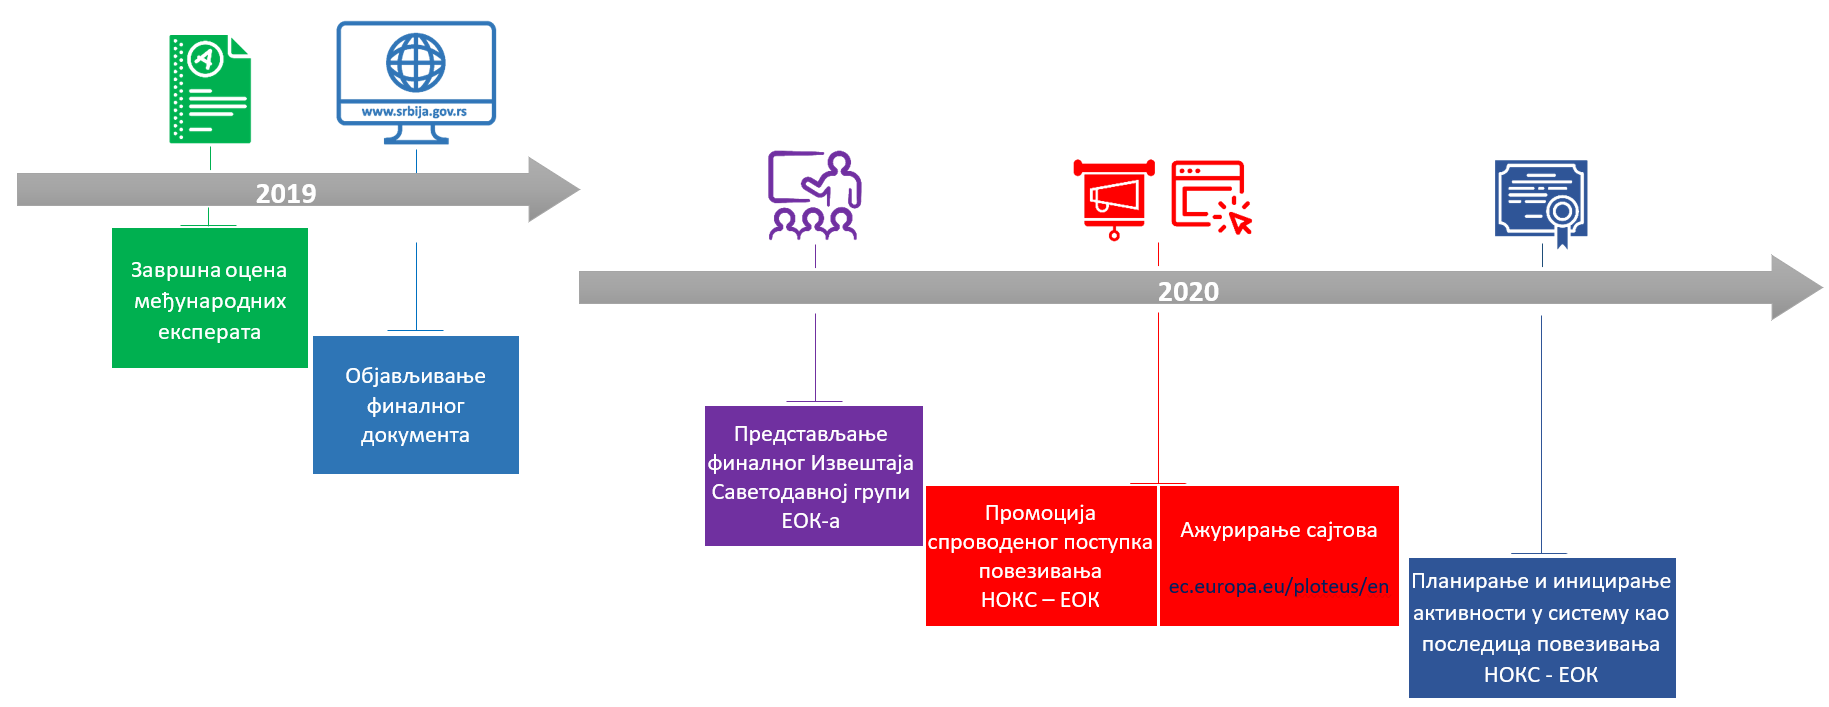 www.srbija.gov.rs
2019
Завршна оцена
међународних
експерата
Објављивање
финалног
документа
2020
Представљање
финалног Извештаја
Саветодавној групи
ЕОК-а
Промоција
спроводеног поступка
повезивања
НОКС – ЕОК
Ажурирање сајтова
ec.europa.eu/ploteus/en
Планирање и иницирање
активности у систему као
последица повезивања
НОКС - ЕОК